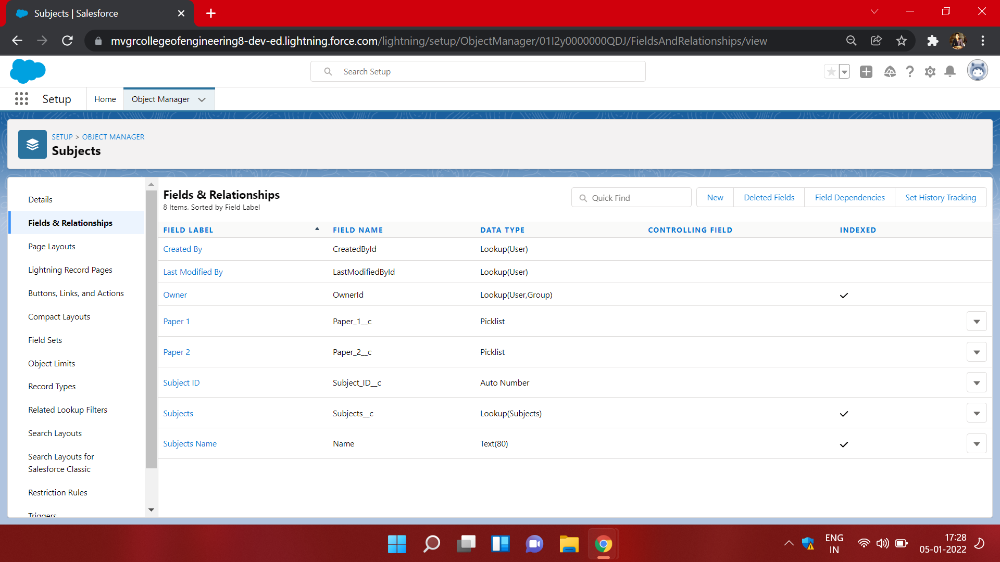 Subjects | Salesforce
mvgrcollegeofengineering8-dev-ed.lightning.force.com/lightning/setup/ObjectManager/01I2y0000000QDJ/FieldsAndRelationships/view
Search Setup
Setup
Home
Object Manager
SETUP > OBJECT MANAGER
Subjects
Details
Fields & Relationships
Page Layouts
Lightning Record Pages
Buttons, Links, and Actions
Compact Layouts
Field Sets
Object Limits
Record Types
Related Lookup Filters
Search Layouts
Search Layouts for
Salesforce Classic
Restriction Rules
Triggers
Fields & Relationships
8 Items, Sorted by Field Label
Quick Find
New
Deleted Fields
Field Dependencies
Set History Tracking
FIELD LABEL FIELD NAME DATA TYPE CONTROLLING FIELD INDEXED
Created By CreatedById Lookup(User)
Last Modified By LastModifiedById Lookup(User)
Owner OwnerId Lookup(User,Group)
Paper 1 Paper_1__c Picklist
Paper 2 Paper_2__c Picklist
Subject ID Subject_ID__c Auto Number
Subjects Subjects__c Lookup(Subjects)
Subjects Name Name Text(80)
ENG
IN
17:28
05-01-2022